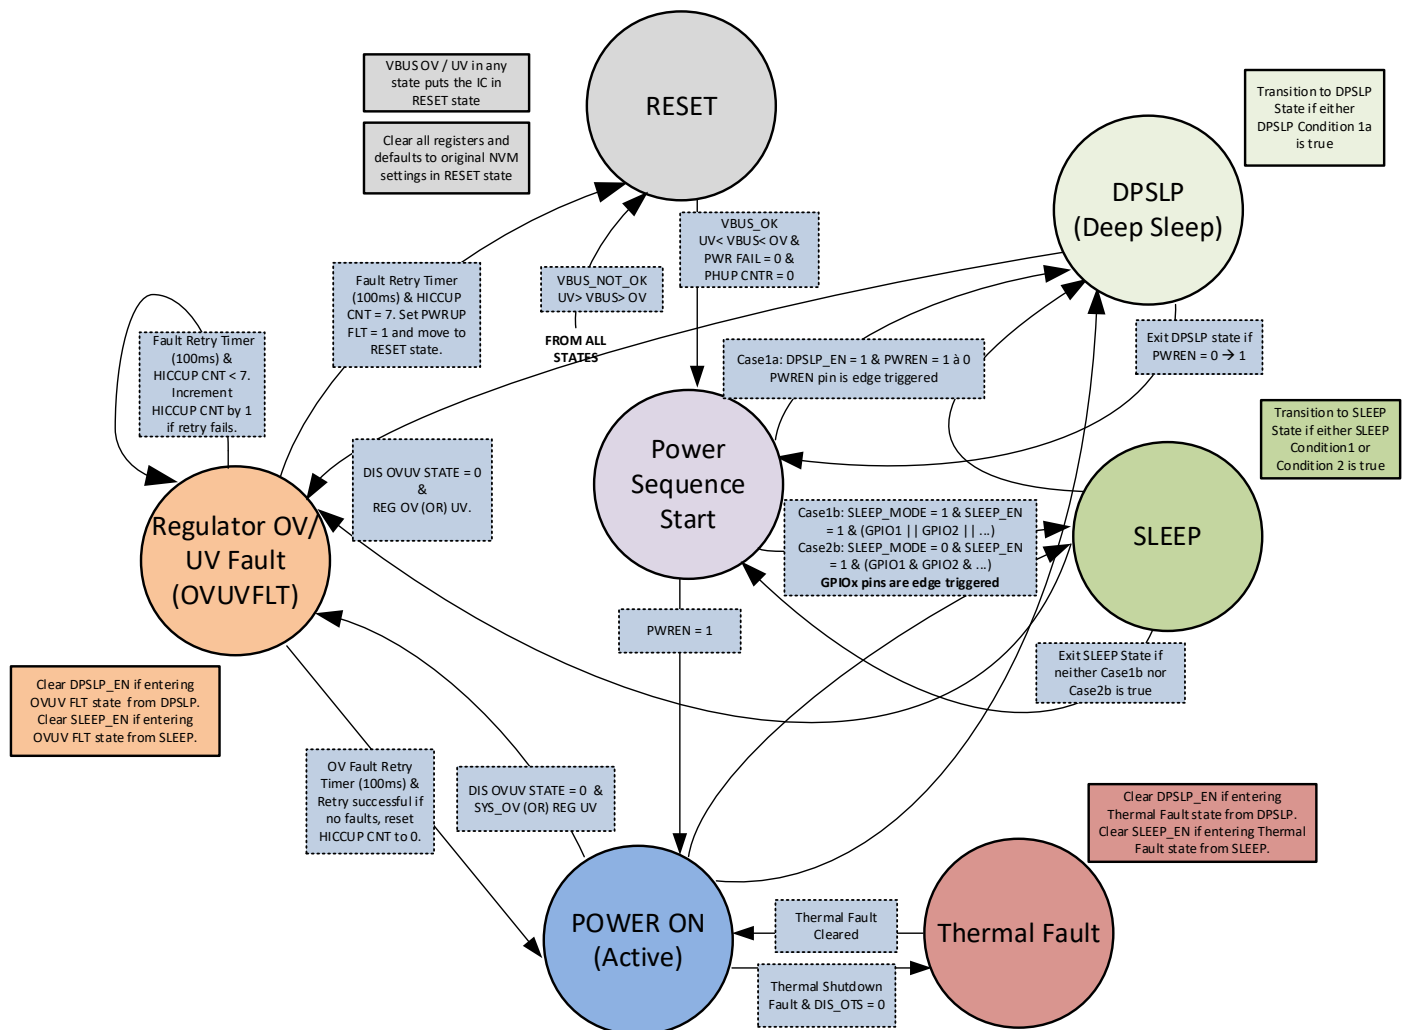 RESET
VBUS OV / UV in any
state puts the IC in
RESET state
Clear all registers and
defaults to original NVM
settings in RESET state
Transition to DPSLP
State if either
DPSLP Condition 1a
is true
DPSLP
(Deep Sleep)
VBUS_OK
UV< VBUS< OV &
PWR FAIL = 0 &
PHUP CNTR = 0
VBUS_NOT_OK
UV> VBUS> OV
FROM ALL
STATES
Fault Retry Timer
(100ms) & HICCUP
CNT = 7. Set PWRUP
FLT = 1 and move to
RESET state.
Fault Retry Timer
(100ms) &
HICCUP CNT < 7.
Increment
HICCUP CNT by 1
if retry fails.
Case1a: DPSLP_EN = 1 & PWREN = 1 à 0
PWREN pin is edge triggered
Exit DPSLP state if
PWREN = 0 → 1
Transition to SLEEP
State if either SLEEP
Condition1 or
Condition 2 is true
DIS OVUV STATE = 0
&
REG OV (OR) UV.
Power
Sequence
Start
Case1b: SLEEP_MODE = 1 & SLEEP_EN
= 1 & (GPIO1 || GPIO2 || ...)
Case2b: SLEEP_MODE = 0 & SLEEP_EN
= 1 & (GPIO1 & GPIO2 & ...)
GPIOx pins are edge triggered
SLEEP
Regulator OV/
UV Fault
(OVUVFLT)
PWREN = 1
Exit SLEEP State if
neither Case1b nor
Case2b is true
Clear DPSLP_EN if entering
OVUV FLT state from DPSLP.
Clear SLEEP_EN if entering
OVUV FLT state from SLEEP.
OV Fault Retry
Timer (100ms) &
Retry successful if
no faults, reset
HICCUP CNT to 0.
DIS OVUV STATE = 0 &
SYS_OV (OR) REG UV
Clear DPSLP_EN if entering
Thermal Fault state from DPSLP.
Clear SLEEP_EN if entering Thermal
Fault state from SLEEP.
POWER ON
(Active)
Thermal Fault
Cleared
Thermal Fault
Thermal Shutdown
Fault & DIS_OTS = 0